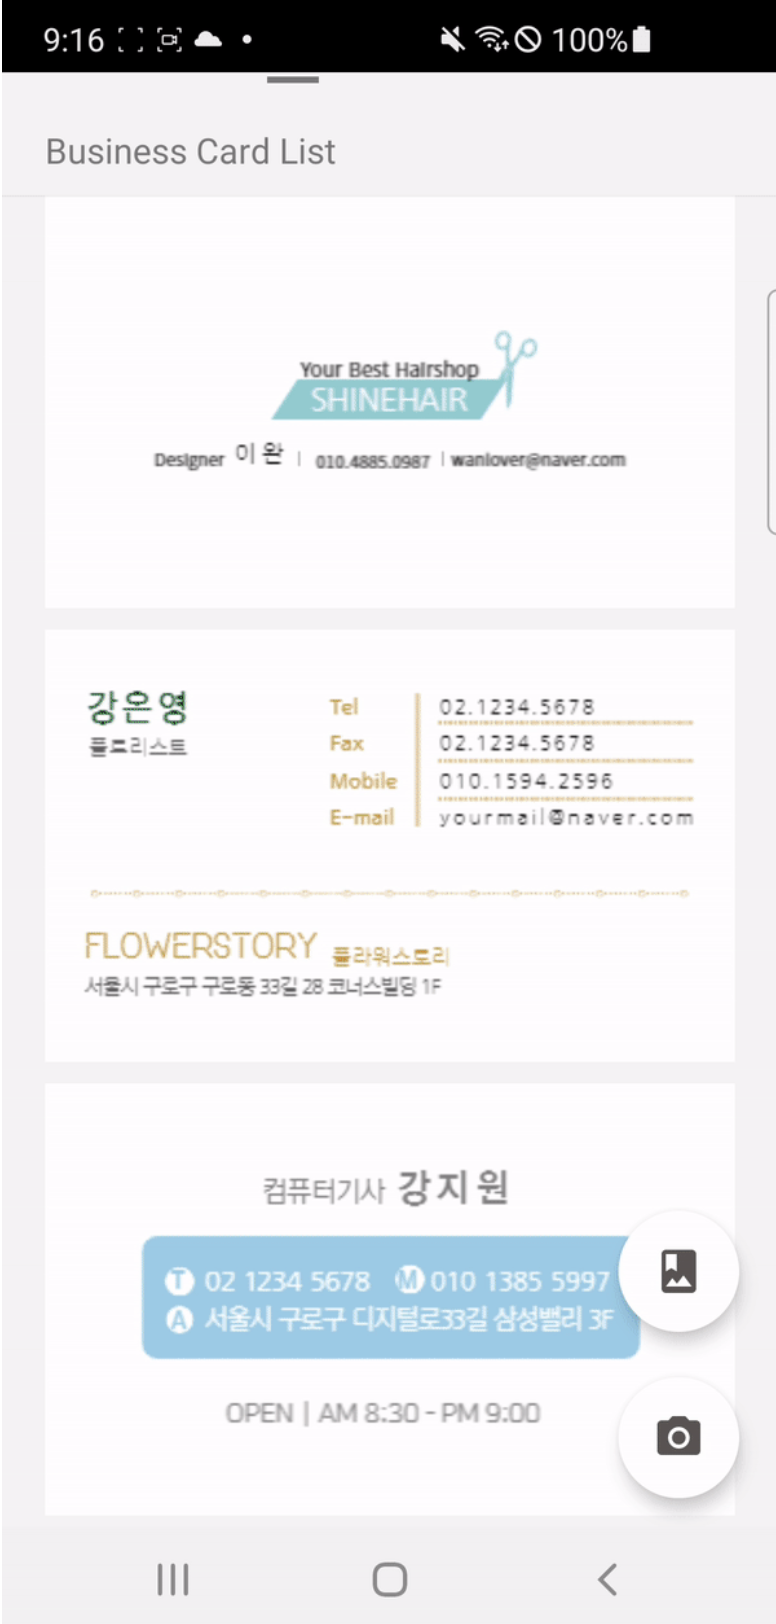 9:16 100%
Business Card List
Your Best Hairshop
SHINEHAIR
Designer 이 완 | 010.4885.0987 | wanlover@naver.com
강은영
플로리스트
Tel 02.1234.5678
Fax 02.1234.5678
Mobile 010.1594.2596
E-mail yourmail@naver.com
FLOWERSTORY 플라워스토리
서울시 구로구 구로동 33길 28 코너스빌딩 1F
컴퓨터기사 강지원
T 02 1234 5678 M 010 1385 5997
A 서울시 구로구 디지털로33길 삼성밸리 3F
OPEN | AM 8:30 - PM 9:00